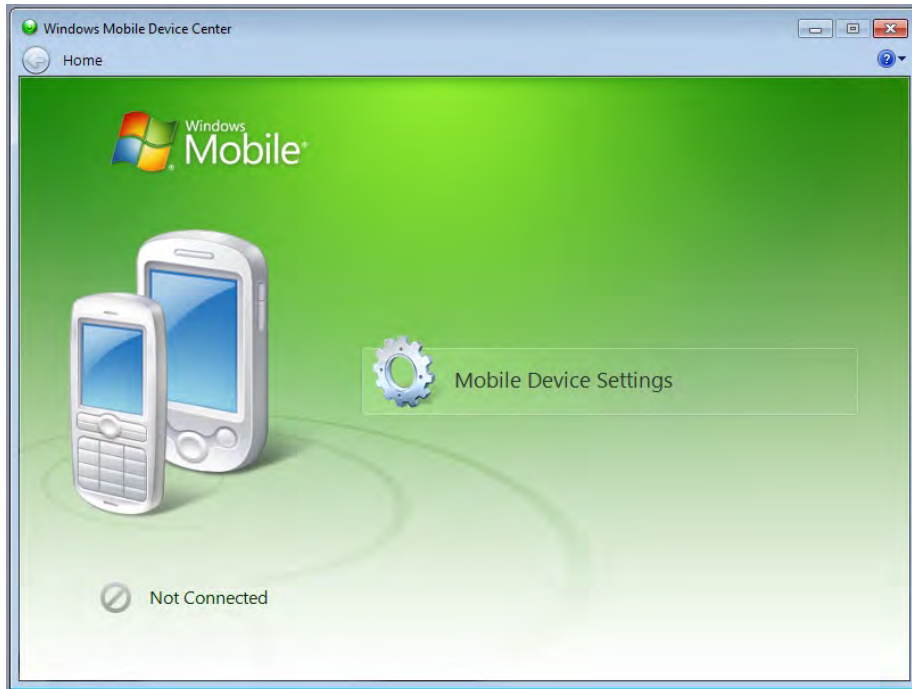 Windows Mobile Device Center
Home
Windows
Mobile
Mobile Device Settings
Not Connected